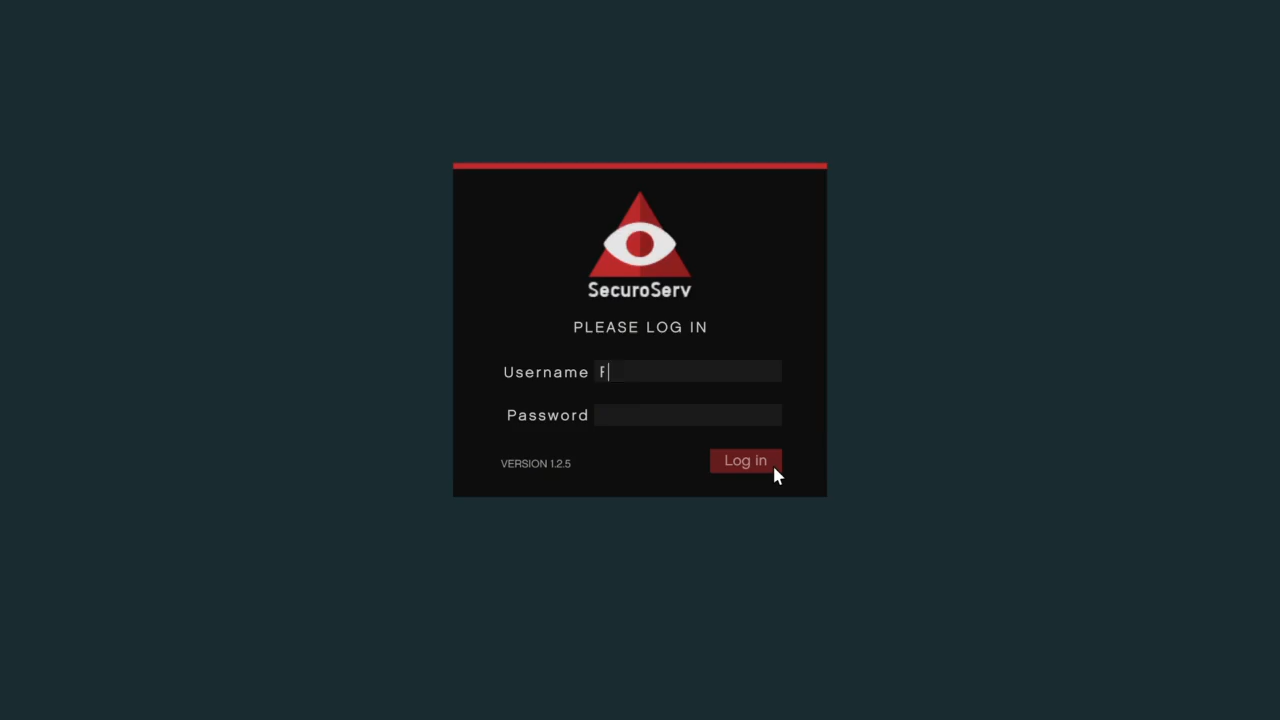 SecuroServ
PLEASE LOG IN
Username F
Password
VERSION 1.2.5
Log in